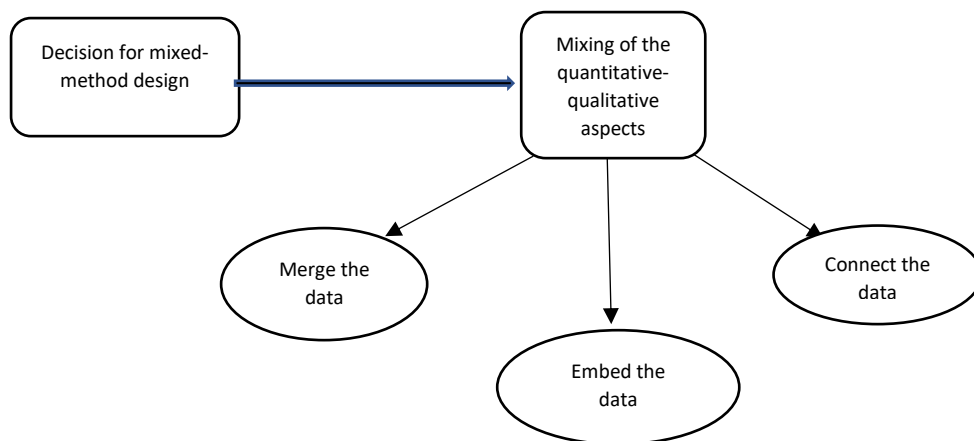 Decision for mixed-
method design
Mixing of the
quantitative-
qualitative
aspects
Merge the
data
Embed the
data
Connect the
data